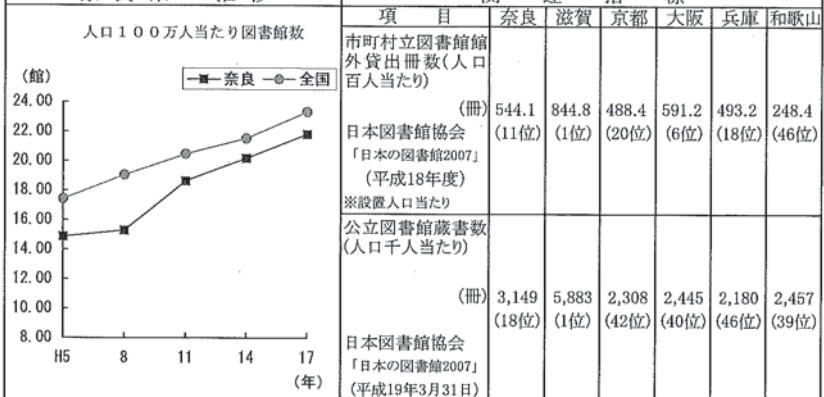 人口１００万人当たり図書館数
(館)
奈良 全国
24.00
22.00
20.00
18.00
16.00
14.00
12.00
10.00
8.00
H5 8 11 14 17
(年)
項 目 奈良 滋賀 京都 大阪 兵庫 和歌山
市町村立図書館館
外貸出冊数(人口
百人当たり)
(冊) 544.1 844.8 488.4 591.2 493.2 248.4
日本図書館協会 (11位) (1位) (20位) (6位) (18位) (46位)
「日本の図書館2007」
(平成18年度)
※設置人口当たり
公立図書館蔵書数
(人口千人当たり)
(冊) 3,149 5,883 2,308 2,445 2,180 2,457
(18位) (1位) (42位) (40位) (46位) (39位)
日本図書館協会
「日本の図書館2007」
(平成19年3月31日)